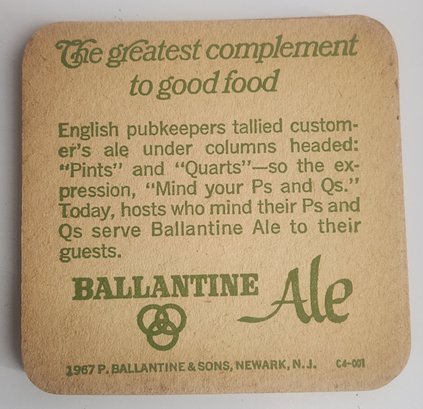 The greatest complement
to good food
English pubkeepers tallied custom-
er's ale under columns headed:
"Pints" and "Quarts"—so the ex-
pression, "Mind your Ps and Qs."
Today, hosts who mind their Ps and
Qs serve Ballantine Ale to their
guests.
BALLANTINE Ale
1967 P. BALLANTINE & SONS, NEWARK, N.J. C4-001